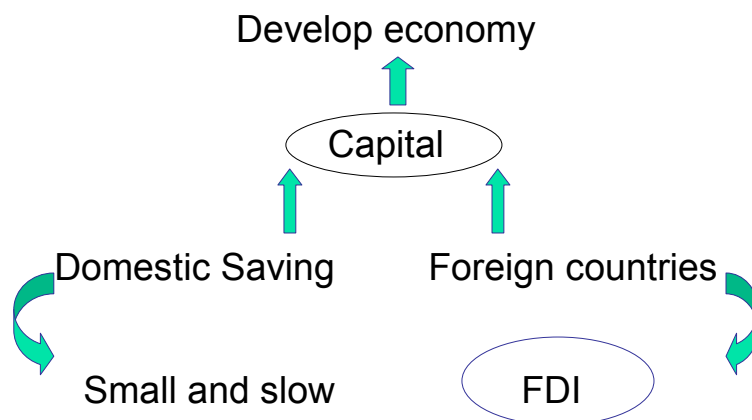 Develop economy
Capital
Domestic Saving
Foreign countries
Small and slow
FDI